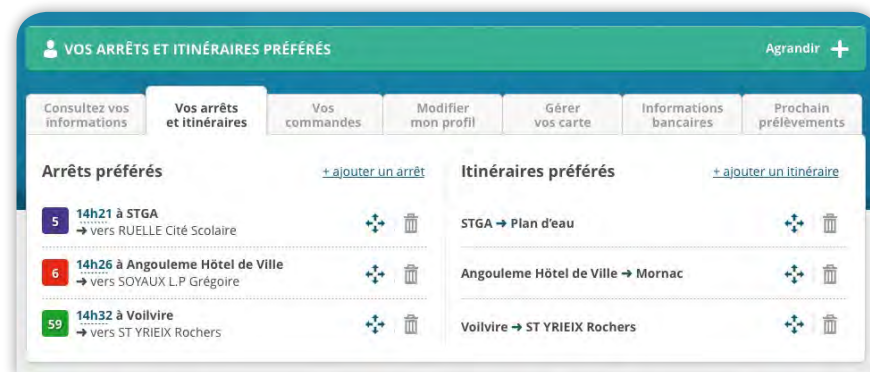 VOS ARRÊTS ET ITINÉRAIRES PRÉFÉRÉS
Agrandir
Consultez vos
informations
Vos arrêts
et itinéraires
Vos
commandes
Modifier
mon profil
Gérer
vos carte
Informations
bancaires
Prochain
prélèvements
Arrêts préférés
+ ajouter un arrêt
5
14h21 à STGA
➔ vers RUELLE Cité Scolaire
6
14h26 à Angouleme Hôtel de Ville
➔ vers SOYAUX L.P Grégoire
59
14h32 à Voilvire
➔ vers ST YRIEIX Rochers
Itinéraires préférés
+ ajouter un itinéraire
STGA ➔ Plan d'eau
Angouleme Hôtel de Ville ➔ Mornac
Voilvire ➔ ST YRIEIX Rochers